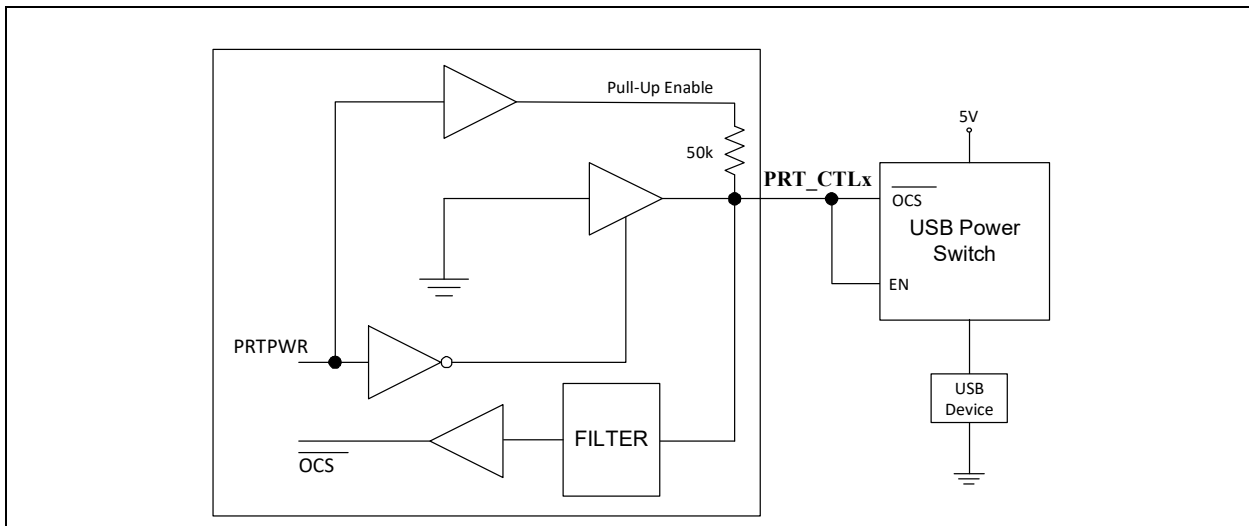 Pull-Up Enable
5V
50k
PRT_CTLx
OCS
USB Power
Switch
EN
PRTPWR
USB
Device
FILTER
OCS